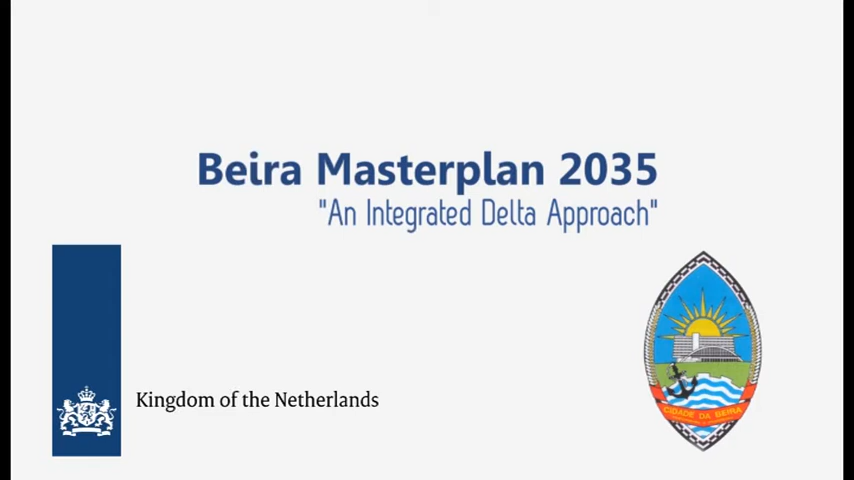 Beira Masterplan 2035
"An Integrated Delta Approach"
Kingdom of the Netherlands
CIDADE DA BEIRA